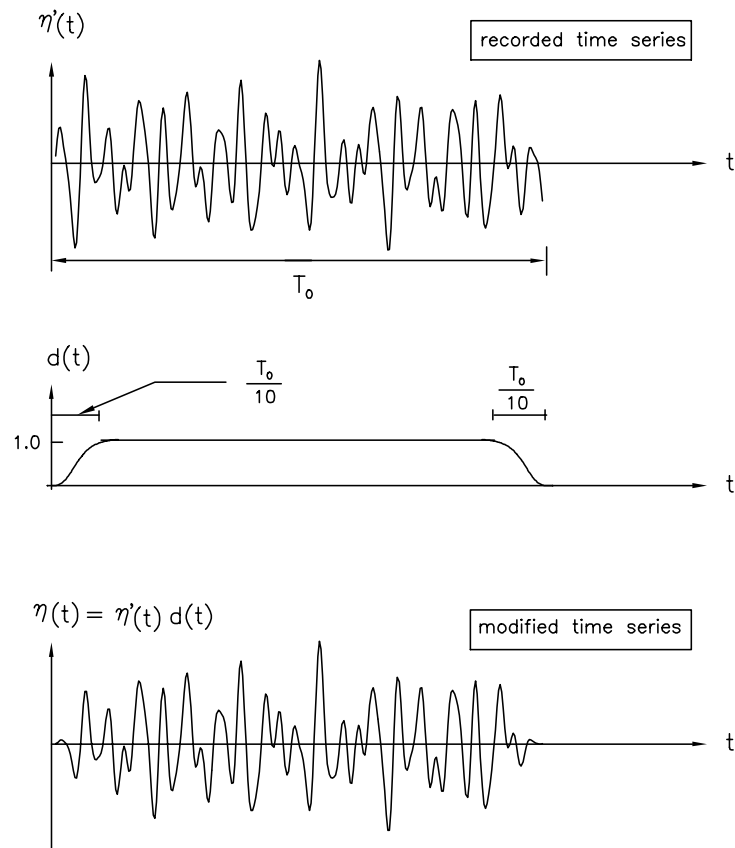 η'(t)
recorded time series
t
T₀
d(t)
T₀
10
T₀
10
1.0
t
η(t) = η'(t) d(t)
modified time series
t